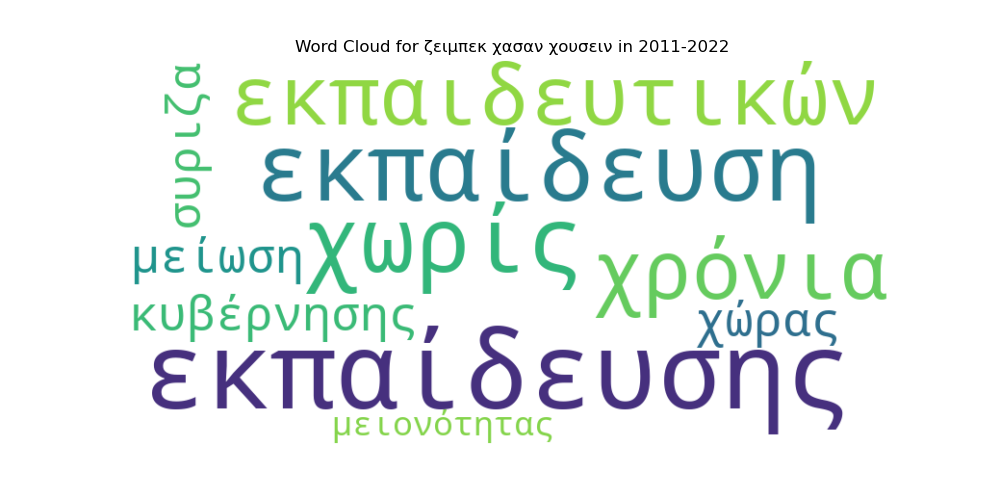 Word Cloud for ζειμπεκ χασαν χουσειν in 2011-2022
συριζα
εκπαιδευτικών
εκπαίδευση
χωρίς
μείωση
χρόνια
κυβέρνησης
χώρας
εκπαίδευσης
μειονότητας